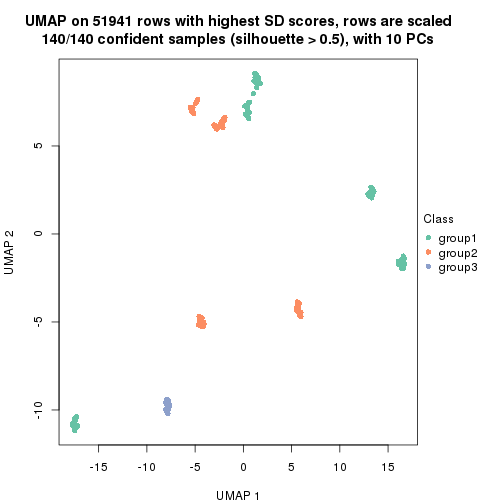 UMAP on 51941 rows with highest SD scores, rows are scaled
140/140 confident samples (silhouette > 0.5), with 10 PCs
5
0
-5
-10
UMAP 2
-15
-10
-5
0
5
10
15
UMAP 1
Class
group1
group2
group3